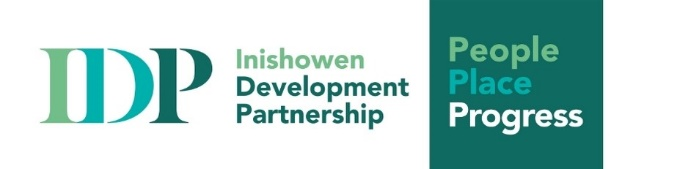 IDP
Inishowen
Development
Partnership
People
Place
Progress